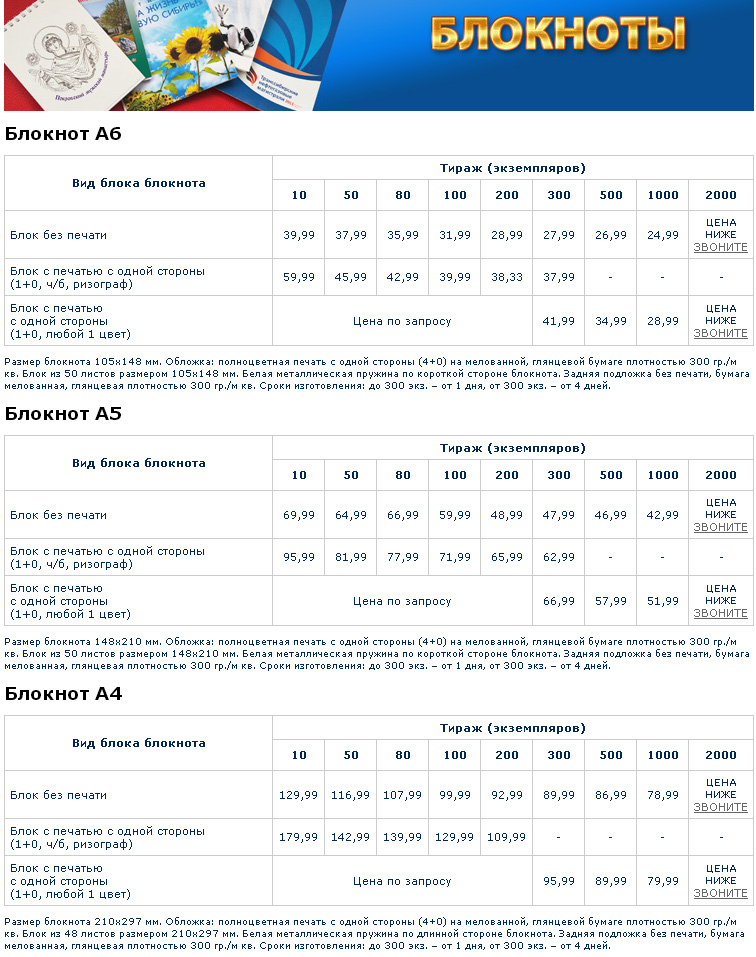 А ЖИЗНЬ
ВУЮ СИБИРЬ!
БЛОКНОТЫ
Покровский мужской монастырь
Транссибирские
нефтегазовые
магистрали
Блокнот А6
Вид блока блокнота Тираж (экземпляров)
10 50 80 100 200 300 500 1000 2000
Блок без печати 39,99 37,99 35,99 31,99 28,99 27,99 26,99 24,99 ЦЕНА
НИЖЕ
ЗВОНИТЕ
Блок с печатью с одной стороны
(1+0, ч/б, ризограф) 59,99 45,99 42,99 39,99 38,33 37,99 - - -
Блок с печатью
с одной стороны
(1+0, любой 1 цвет) Цена по запросу 41,99 34,99 28,99 ЦЕНА
НИЖЕ
ЗВОНИТЕ
Размер блокнота 105х148 мм. Обложка: полноцветная печать с одной стороны (4+0) на мелованной, глянцевой бумаге плотностью 300 гр./м
кв. Блок из 50 листов размером 105х148 мм. Белая металлическая пружина по короткой стороне блокнота. Задняя подложка без печати, бумага
мелованная, глянцевая плотностью 300 гр./м кв. Сроки изготовления: до 300 экз. – от 1 дня, от 300 экз. – от 4 дней.
Блокнот А5
Вид блока блокнота Тираж (экземпляров)
10 50 80 100 200 300 500 1000 2000
Блок без печати 69,99 64,99 66,99 59,99 48,99 47,99 46,99 42,99 ЦЕНА
НИЖЕ
ЗВОНИТЕ
Блок с печатью с одной стороны
(1+0, ч/б, ризограф) 95,99 81,99 77,99 71,99 65,99 62,99 - - -
Блок с печатью
с одной стороны
(1+0, любой 1 цвет) Цена по запросу 66,99 57,99 51,99 ЦЕНА
НИЖЕ
ЗВОНИТЕ
Размер блокнота 148х210 мм. Обложка: полноцветная печать с одной стороны (4+0) на мелованной, глянцевой бумаге плотностью 300 гр./м
кв. Блок из 50 листов размером 148х210 мм. Белая металлическая пружина по короткой стороне блокнота. Задняя подложка без печати, бумага
мелованная, глянцевая плотностью 300 гр./м кв. Сроки изготовления: до 300 экз. – от 1 дня, от 300 экз. – от 4 дней.
Блокнот А4
Вид блока блокнота Тираж (экземпляров)
10 50 80 100 200 300 500 1000 2000
Блок без печати 129,99 116,99 107,99 99,99 92,99 89,99 86,99 78,99 ЦЕНА
НИЖЕ
ЗВОНИТЕ
Блок с печатью с одной стороны
(1+0, ч/б, ризограф) 179,99 142,99 139,99 129,99 109,99 - - - -
Блок с печатью
с одной стороны
(1+0, любой 1 цвет) Цена по запросу 95,99 89,99 79,99 ЦЕНА
НИЖЕ
ЗВОНИТЕ
Размер блокнота 210х297 мм. Обложка: полноцветная печать с одной стороны (4+0) на мелованной, глянцевой бумаге плотностью 300 гр./м
кв. Блок из 48 листов размером 210х297 мм. Белая металлическая пружина по длинной стороне блокнота. Задняя подложка без печати, бумага
мелованная, глянцевая плотностью 300 гр./м кв. Сроки изготовления: до 300 экз. – от 1 дня, от 300 экз. – от 4 дней.